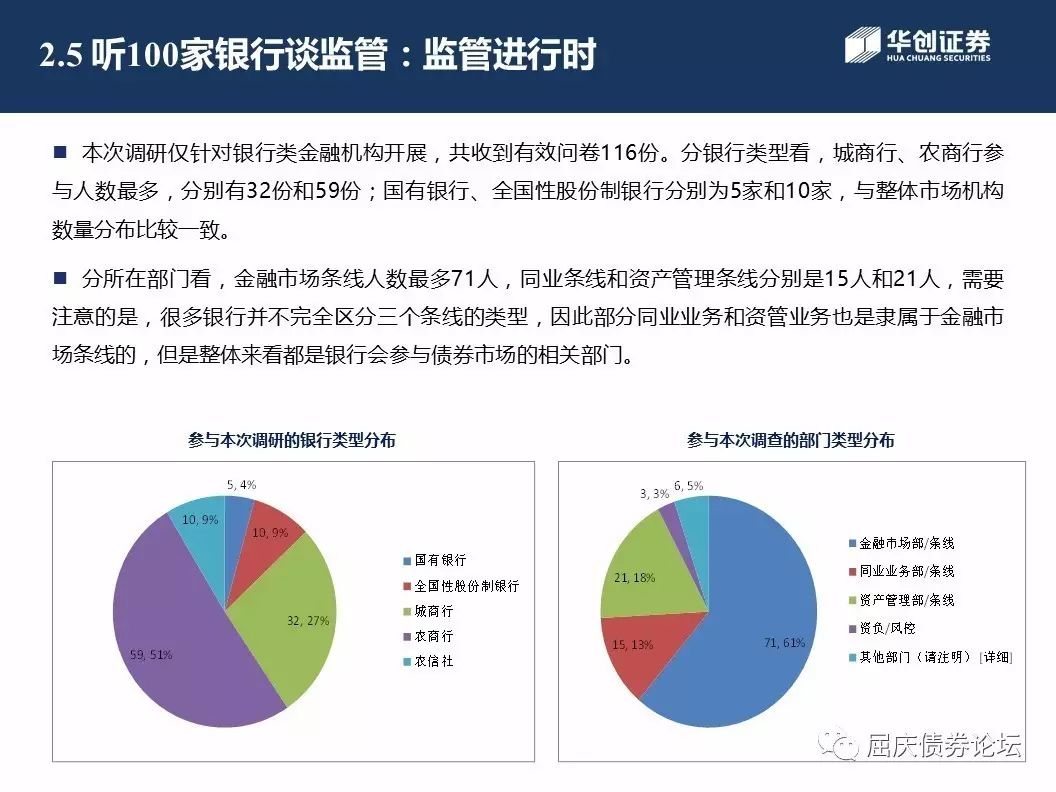 2.5 听100家银行谈监管：监管进行时
华创证券
HUA CHUANG SECURITIES
■ 本次调研仅针对银行类金融机构开展，共收到有效问卷116份。分银行类型看，城商行、农商行参
与人数最多，分别有32份和59份；国有银行、全国性股份制银行分别为5家和10家，与整体市场机构
数量分布比较一致。
■ 分所在部门看，金融市场条线人数最多71人，同业条线和资产管理条线分别是15人和21人，需要
注意的是，很多银行并不完全区分三个条线的类型，因此部分同业业务和资管业务也是隶属于金融市
场条线的，但是整体来看都是银行会参与债券市场的相关部门。
参与本次调研的银行类型分布
5, 4%
10, 9%
10, 9%
32, 27%
59, 51%
国有银行
全国性股份制银行
城商行
农商行
农信社
参与本次调查的部门类型分布
6, 5%
3, 3%
21, 18%
15, 13%
71, 61%
金融市场部/条线
同业业务部/条线
资产管理部/条线
资负/风控
其他部门（请注明）[详细]
屈庆债券论坛